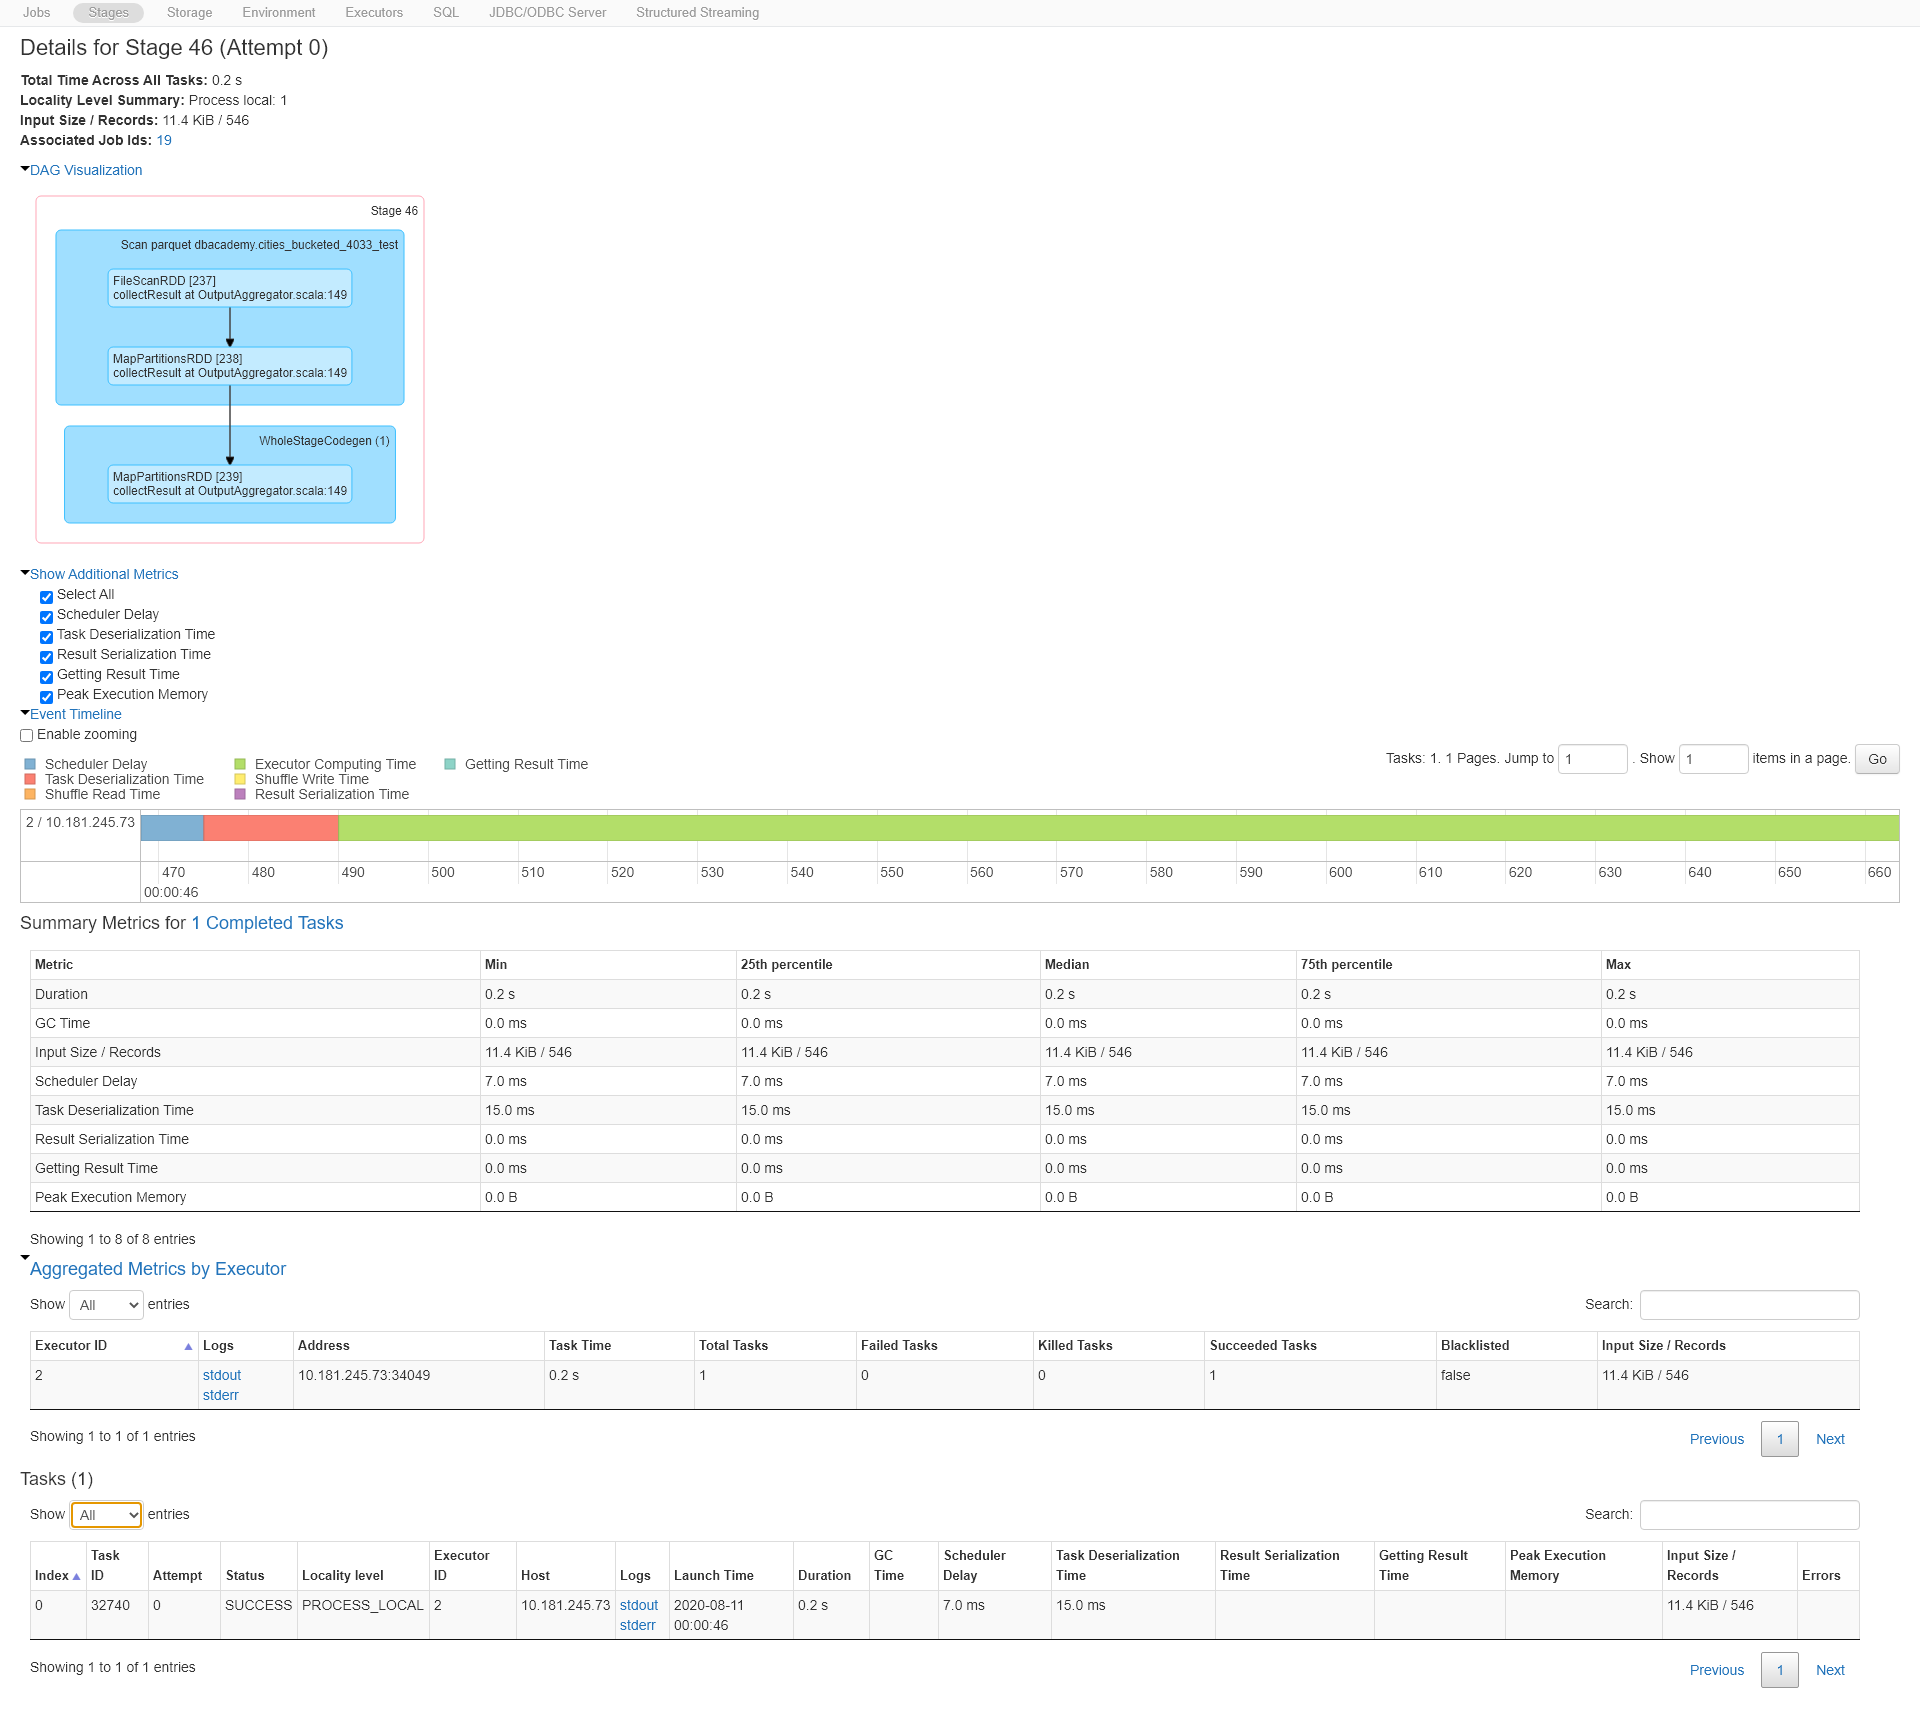 Jobs Stages Storage Environment Executors SQL JDBC/ODBC Server Structured Streaming
Details for Stage 46 (Attempt 0)
Total Time Across All Tasks: 0.2 s
Locality Level Summary: Process local: 1
Input Size / Records: 11.4 KiB / 546
Associated Job Ids: 19
DAG Visualization
Stage 46
Scan parquet dbacademy.cities_bucketed_4033_test
FileScanRDD [237]
collectResult at OutputAggregator.scala:149
MapPartitionsRDD [238]
collectResult at OutputAggregator.scala:149
WholeStageCodegen (1)
MapPartitionsRDD [239]
collectResult at OutputAggregator.scala:149
Show Additional Metrics
Select All
Scheduler Delay
Task Deserialization Time
Result Serialization Time
Getting Result Time
Peak Execution Memory
Event Timeline
Enable zooming
Tasks: 1. 1 Pages. Jump to 1 . Show 1 items in a page. Go
Scheduler Delay Executor Computing Time Getting Result Time
Task Deserialization Time Shuffle Write Time
Shuffle Read Time Result Serialization Time
2 / 10.181.245.73
470 480 490 500 510 520 530 540 550 560 570 580 590 600 610 620 630 640 650 660
00:00:46
Summary Metrics for 1 Completed Tasks
Metric Min 25th percentile Median 75th percentile Max
Duration 0.2 s 0.2 s 0.2 s 0.2 s 0.2 s
GC Time 0.0 ms 0.0 ms 0.0 ms 0.0 ms 0.0 ms
Input Size / Records 11.4 KiB / 546 11.4 KiB / 546 11.4 KiB / 546 11.4 KiB / 546 11.4 KiB / 546
Scheduler Delay 7.0 ms 7.0 ms 7.0 ms 7.0 ms 7.0 ms
Task Deserialization Time 15.0 ms 15.0 ms 15.0 ms 15.0 ms 15.0 ms
Result Serialization Time 0.0 ms 0.0 ms 0.0 ms 0.0 ms 0.0 ms
Getting Result Time 0.0 ms 0.0 ms 0.0 ms 0.0 ms 0.0 ms
Peak Execution Memory 0.0 B 0.0 B 0.0 B 0.0 B 0.0 B
Showing 1 to 8 of 8 entries
Aggregated Metrics by Executor
Show All entries Search:
Executor ID Logs Address Task Time Total Tasks Failed Tasks Killed Tasks Succeeded Tasks Blacklisted Input Size / Records
2 stdout 10.181.245.73:34049 0.2 s 1 0 0 1 false 11.4 KiB / 546
stderr
Showing 1 to 1 of 1 entries
Previous 1 Next
Tasks (1)
Show All entries Search:
Task Executor GC Scheduler Task Deserialization Result Serialization Getting Result Peak Execution Input Size /
Index ID Attempt Status Locality level ID Host Logs Launch Time Duration Time Delay Time Time Time Memory Records Errors
0 32740 0 SUCCESS PROCESS_LOCAL 2 10.181.245.73 stdout 2020-08-11 0.2 s 7.0 ms 15.0 ms 11.4 KiB / 546
stderr 00:00:46
Showing 1 to 1 of 1 entries
Previous 1 Next